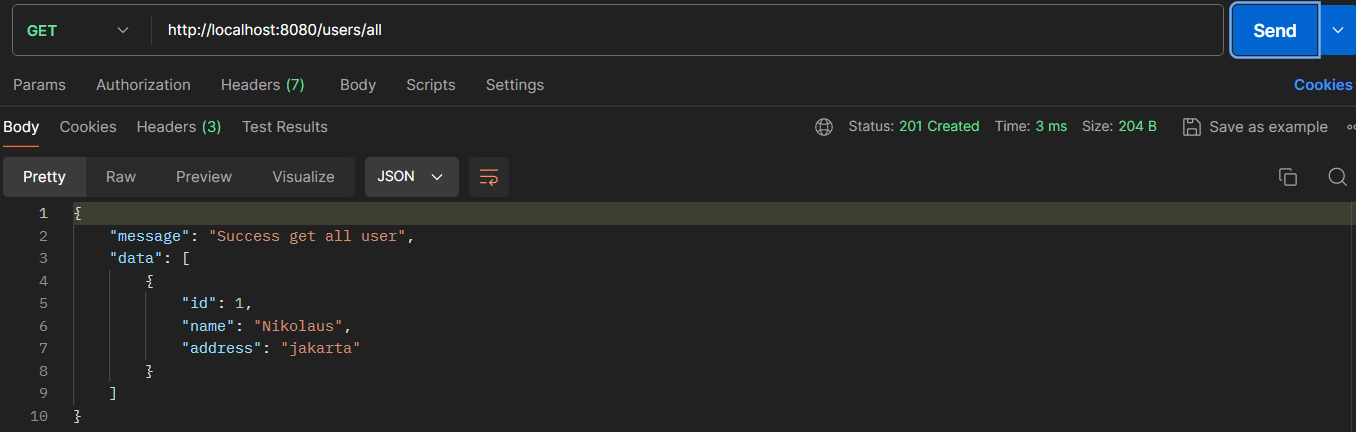 GET http://localhost:8080/users/all Send
Params Authorization Headers (7) Body Scripts Settings Cookies
Body Cookies Headers (3) Test Results Status: 201 Created Time: 3 ms Size: 204 B Save as example
Pretty Raw Preview Visualize JSON
1 {
2 "message": "Success get all user",
3 "data": [
4 {
5 "id": 1,
6 "name": "Nikolaus",
7 "address": "jakarta"
8 }
9 ]
10 }